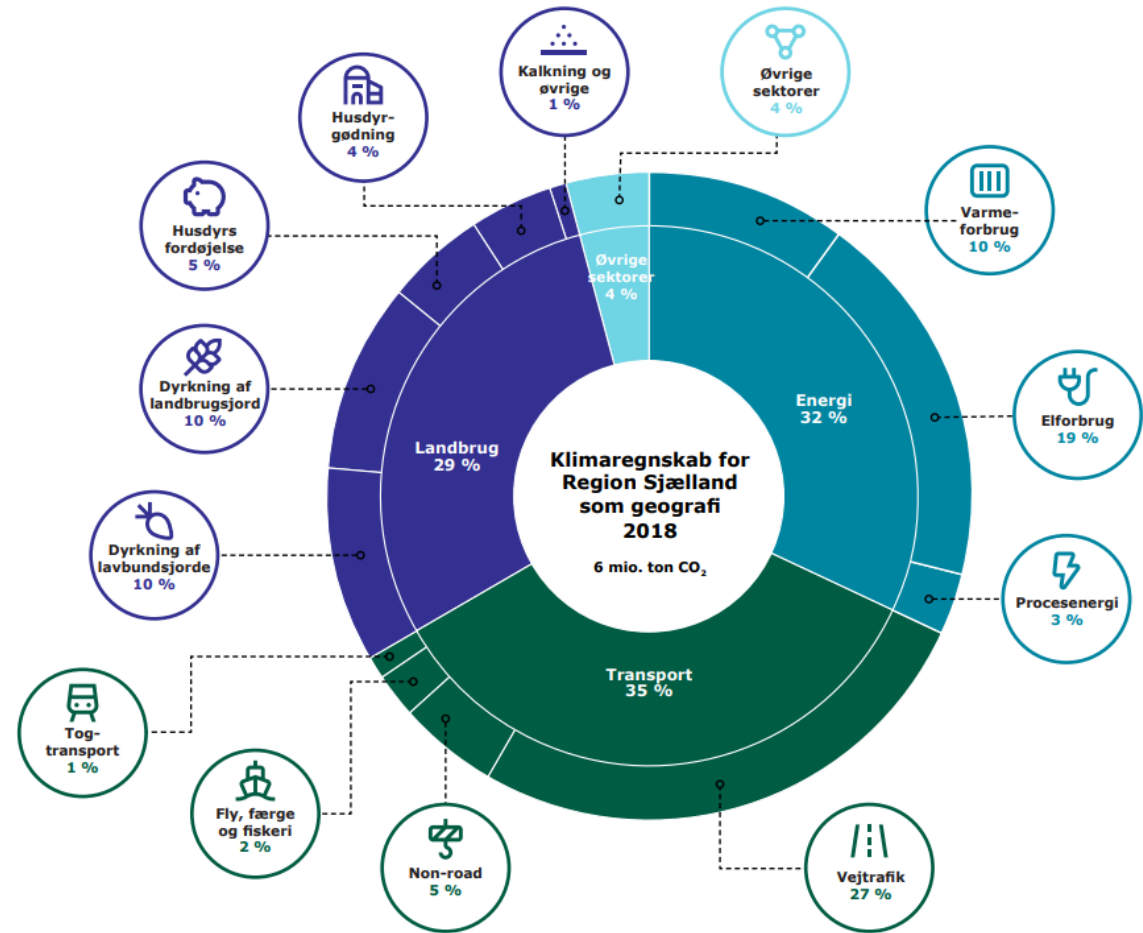 Kalkning og
øvrige
1 %
Øvrige
sektorer
4 %
Husdyr-
gødning
4 %
Husdyrs
fordøjelse
5 %
Varme-
forbrug
10 %
Øvrige
sektorer
4 %
Dyrkning af
landbrugsjord
10 %
Energi
32 %
Elforbrug
19 %
Landbrug
29 %
Klimaregnskab for
Region Sjælland
som geografi
2018
6 mio. ton CO₂
Dyrkning af
lavbundsjorde
10 %
Procesenergi
3 %
Transport
35 %
Tog-
transport
1 %
Fly, færge
og fiskeri
2 %
Non-road
5 %
Vejtrafik
27 %